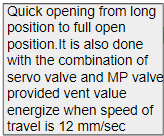 Quick opening from long
position to full open
position.It is also done
with the combination of
servo valve and MP valve
provided vent value
energize when speed of
travel is 12 mm/sec